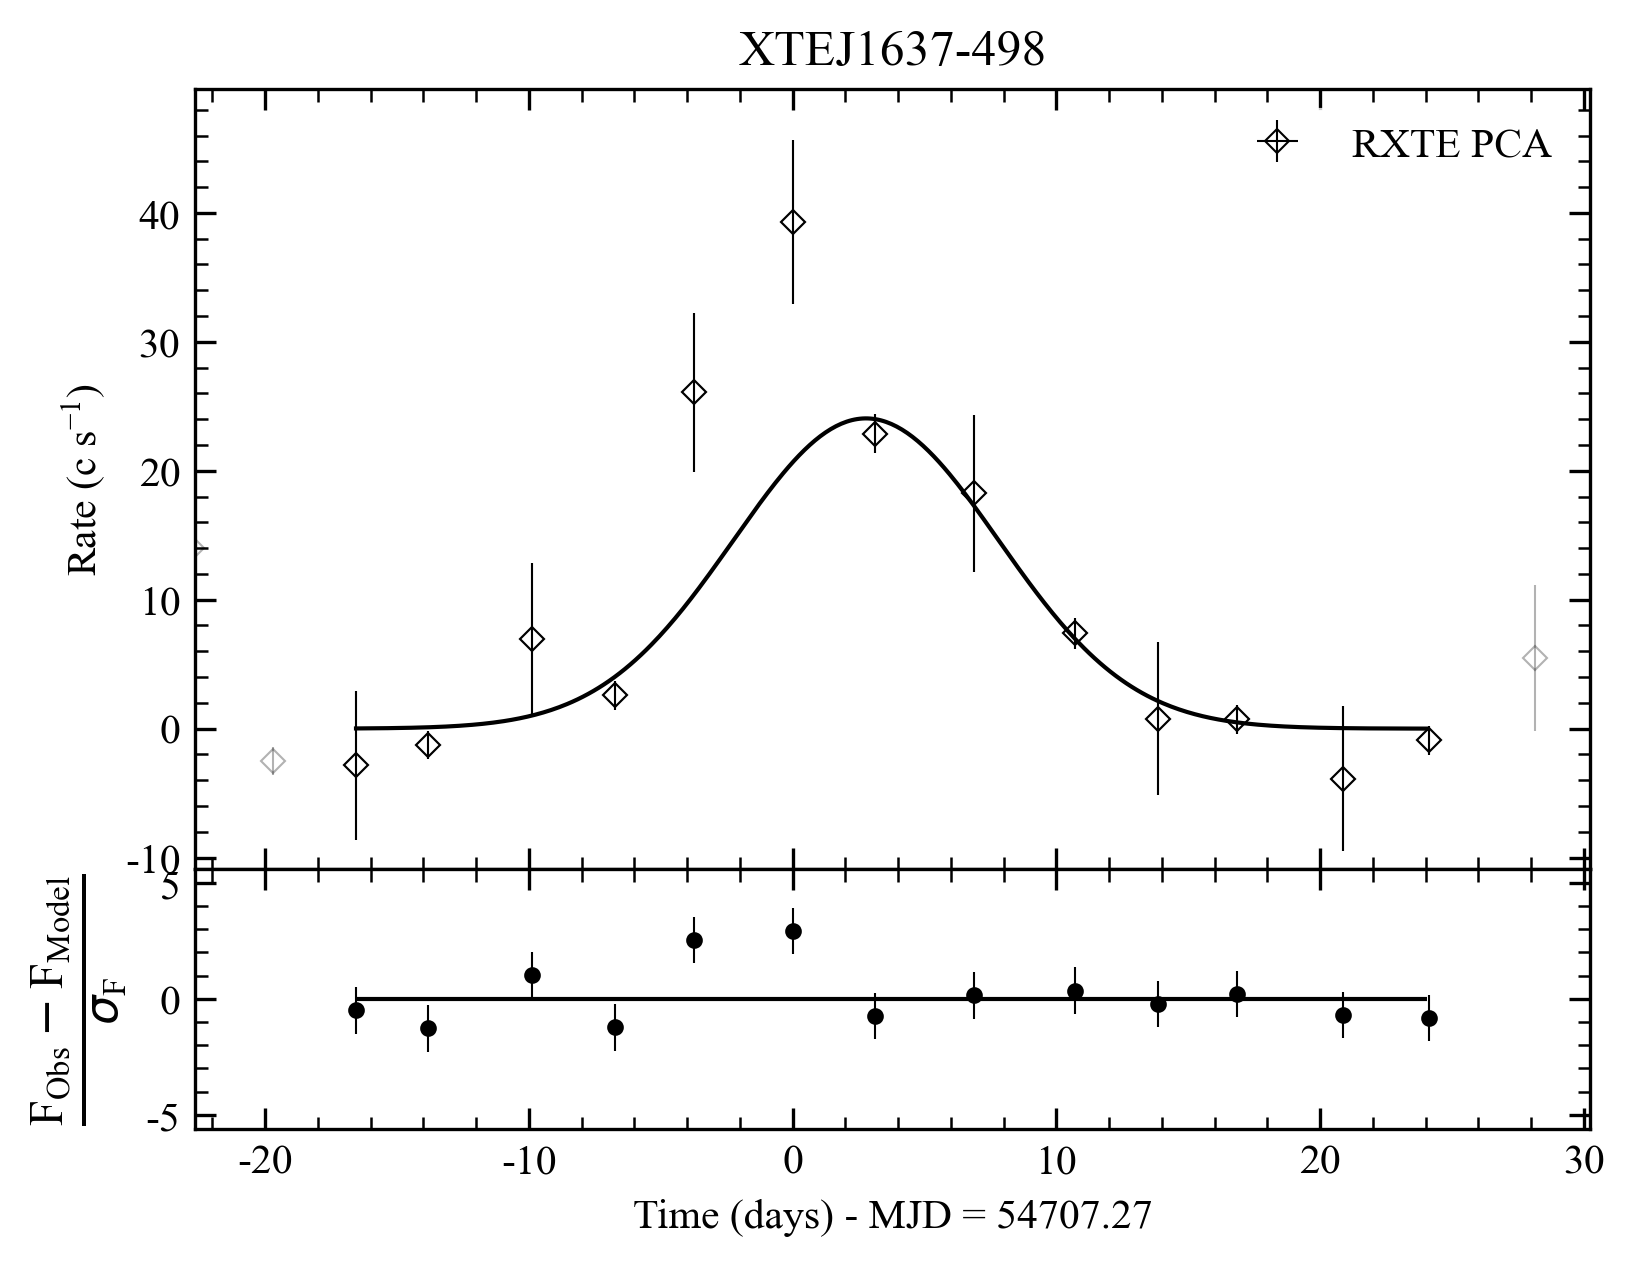 XTEJ1637-498
RXTE PCA
Rate (c s⁻¹)
40
30
20
10
0
-10
F_Obs − F_Model
σ_F
5
0
-5
-20 -10 0 10 20 30
Time (days) - MJD = 54707.27